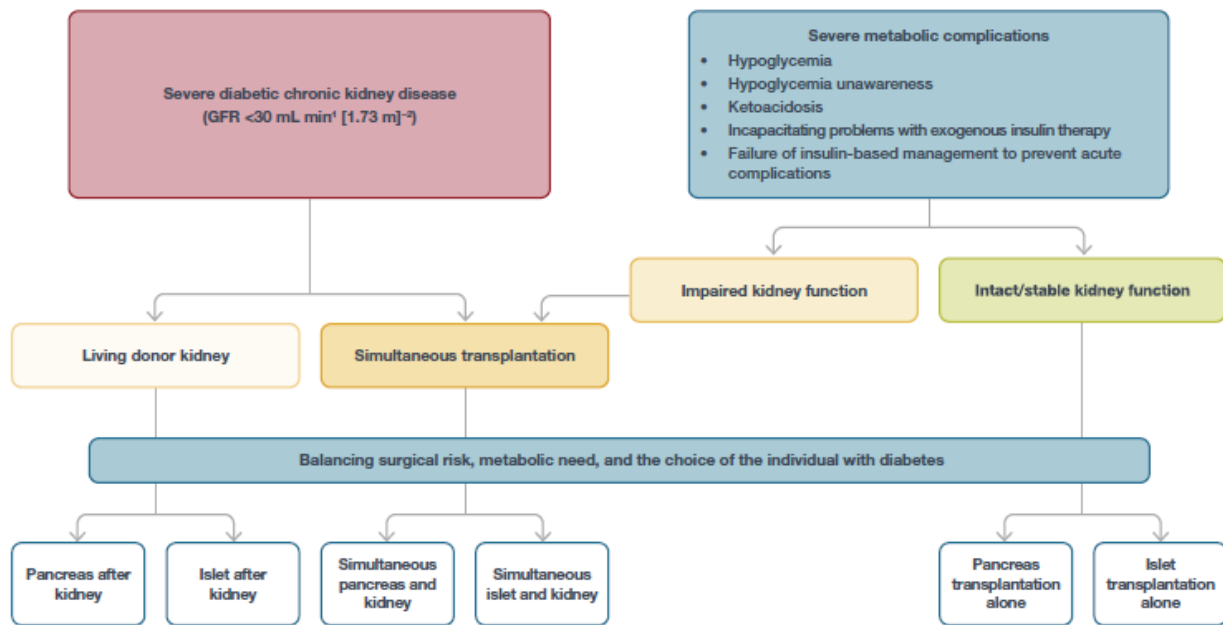 Severe diabetic chronic kidney disease
(GFR <30 mL min¹ [1.73 m]⁻²)
Severe metabolic complications
• Hypoglycemia
• Hypoglycemia unawareness
• Ketoacidosis
• Incapacitating problems with exogenous insulin therapy
• Failure of insulin-based management to prevent acute
complications
Impaired kidney function
Intact/stable kidney function
Living donor kidney
Simultaneous transplantation
Balancing surgical risk, metabolic need, and the choice of the individual with diabetes
Pancreas after
kidney
Islet after
kidney
Simultaneous
pancreas and
kidney
Simultaneous
islet and kidney
Pancreas
transplantation
alone
Islet
transplantation
alone